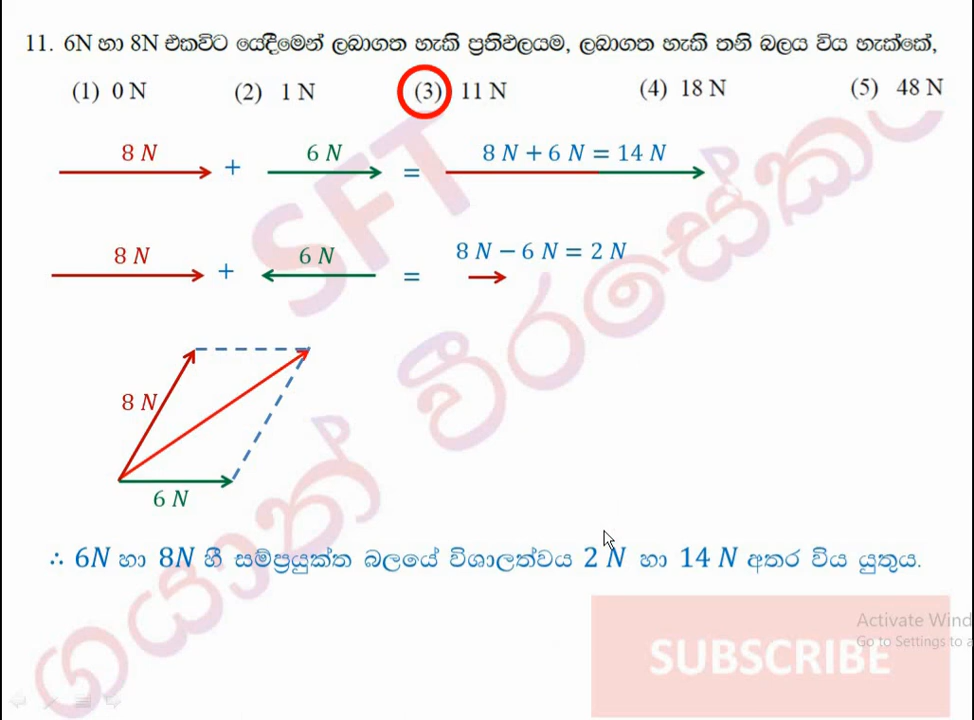 11. 6N හා 8N එකවිට යෙදීමෙන් ලබාගත හැකි ප්‍රතිඵලයම, ලබාගත හැකි තනි බලය විය හැක්කේ,
(1) 0 N (2) 1 N (3) 11 N (4) 18 N (5) 48 N
8 N + 6 N = 8 N + 6 N = 14 N
8 N + 6 N = 8 N − 6 N = 2 N
8 N
6 N
∴ 6N හා 8N හී සම්ප්‍රයුක්ත බලයේ විශාලත්වය 2 N හා 14 N අතර විය යුතුය.
SFT
ගයාන් වීරසේකර
Activate Wind
Go to Settings to a
SUBSCRIBE